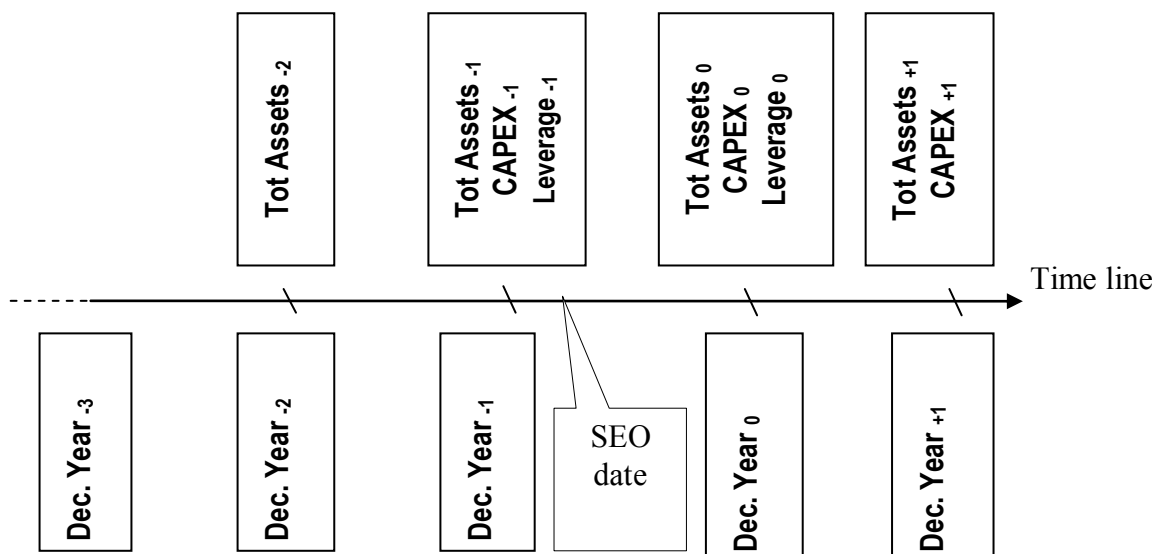 Tot Assets -2
Tot Assets -1
CAPEX -1
Leverage -1
Tot Assets 0
CAPEX 0
Leverage 0
Tot Assets +1
CAPEX +1
Time line
Dec. Year -3
Dec. Year -2
Dec. Year -1
SEO
date
Dec. Year 0
Dec. Year +1